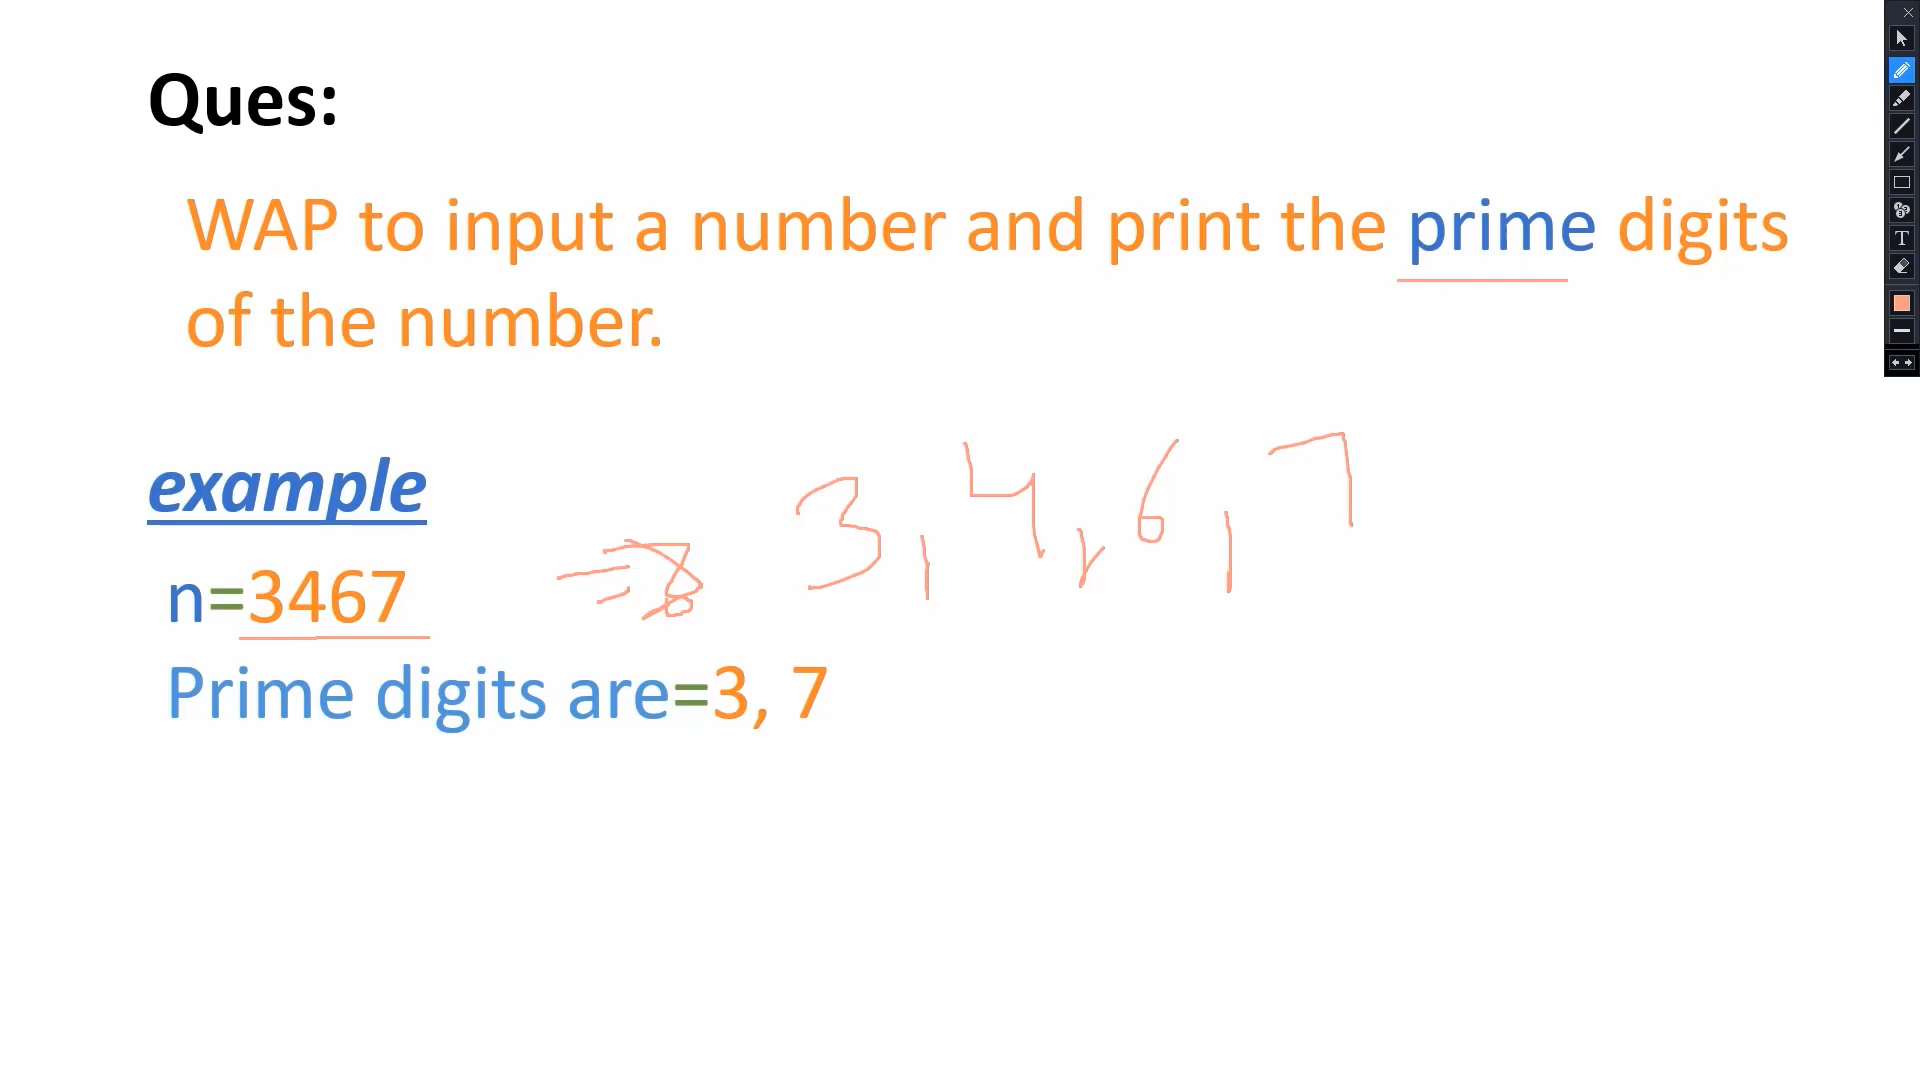 Ques:
WAP to input a number and print the prime digits
of the number.
example
3, 4, 6, 7
n=3467
Prime digits are=3, 7
T